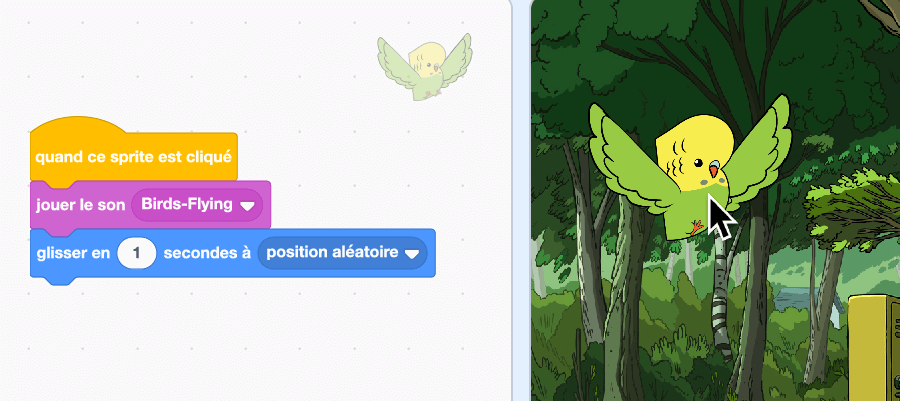 quand ce sprite est cliqué
jouer le son Birds-Flying
glisser en 1 secondes à position aléatoire